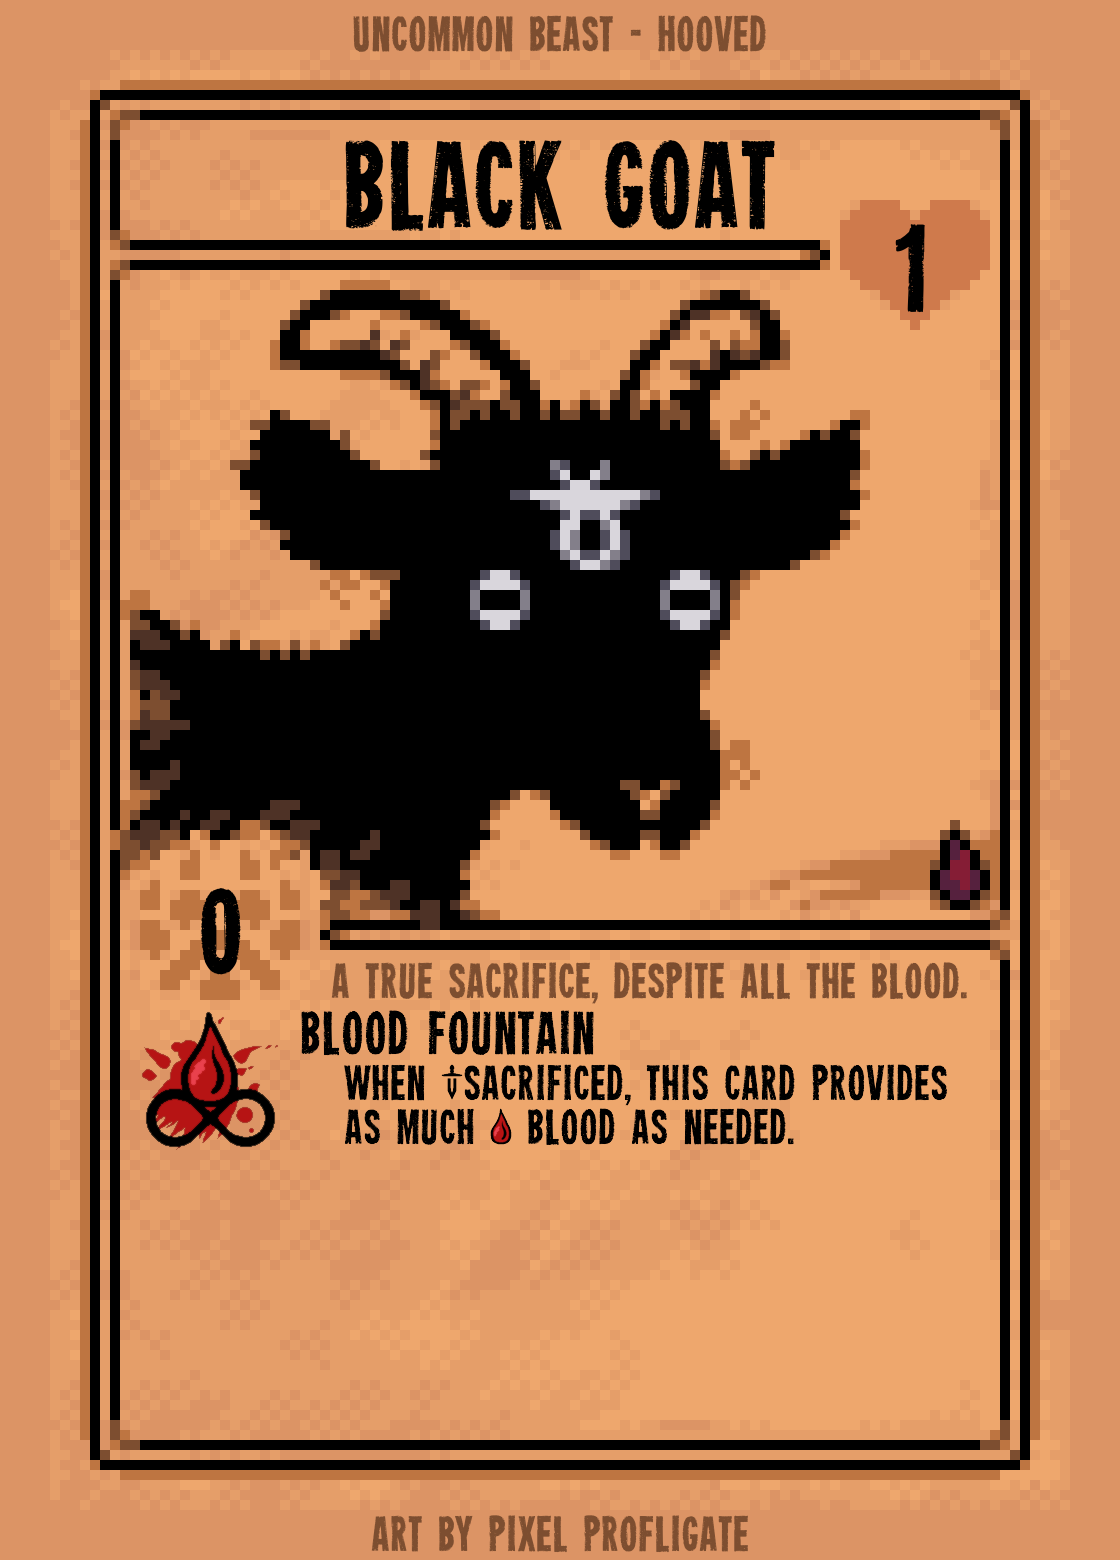 UNCOMMON BEAST - HOOVED
BLACK GOAT
1
0
A TRUE SACRIFICE, DESPITE ALL THE BLOOD.
BLOOD FOUNTAIN
WHEN SACRIFICED, THIS CARD PROVIDES
AS MUCH BLOOD AS NEEDED.
ART BY PIXEL PROFLIGATE